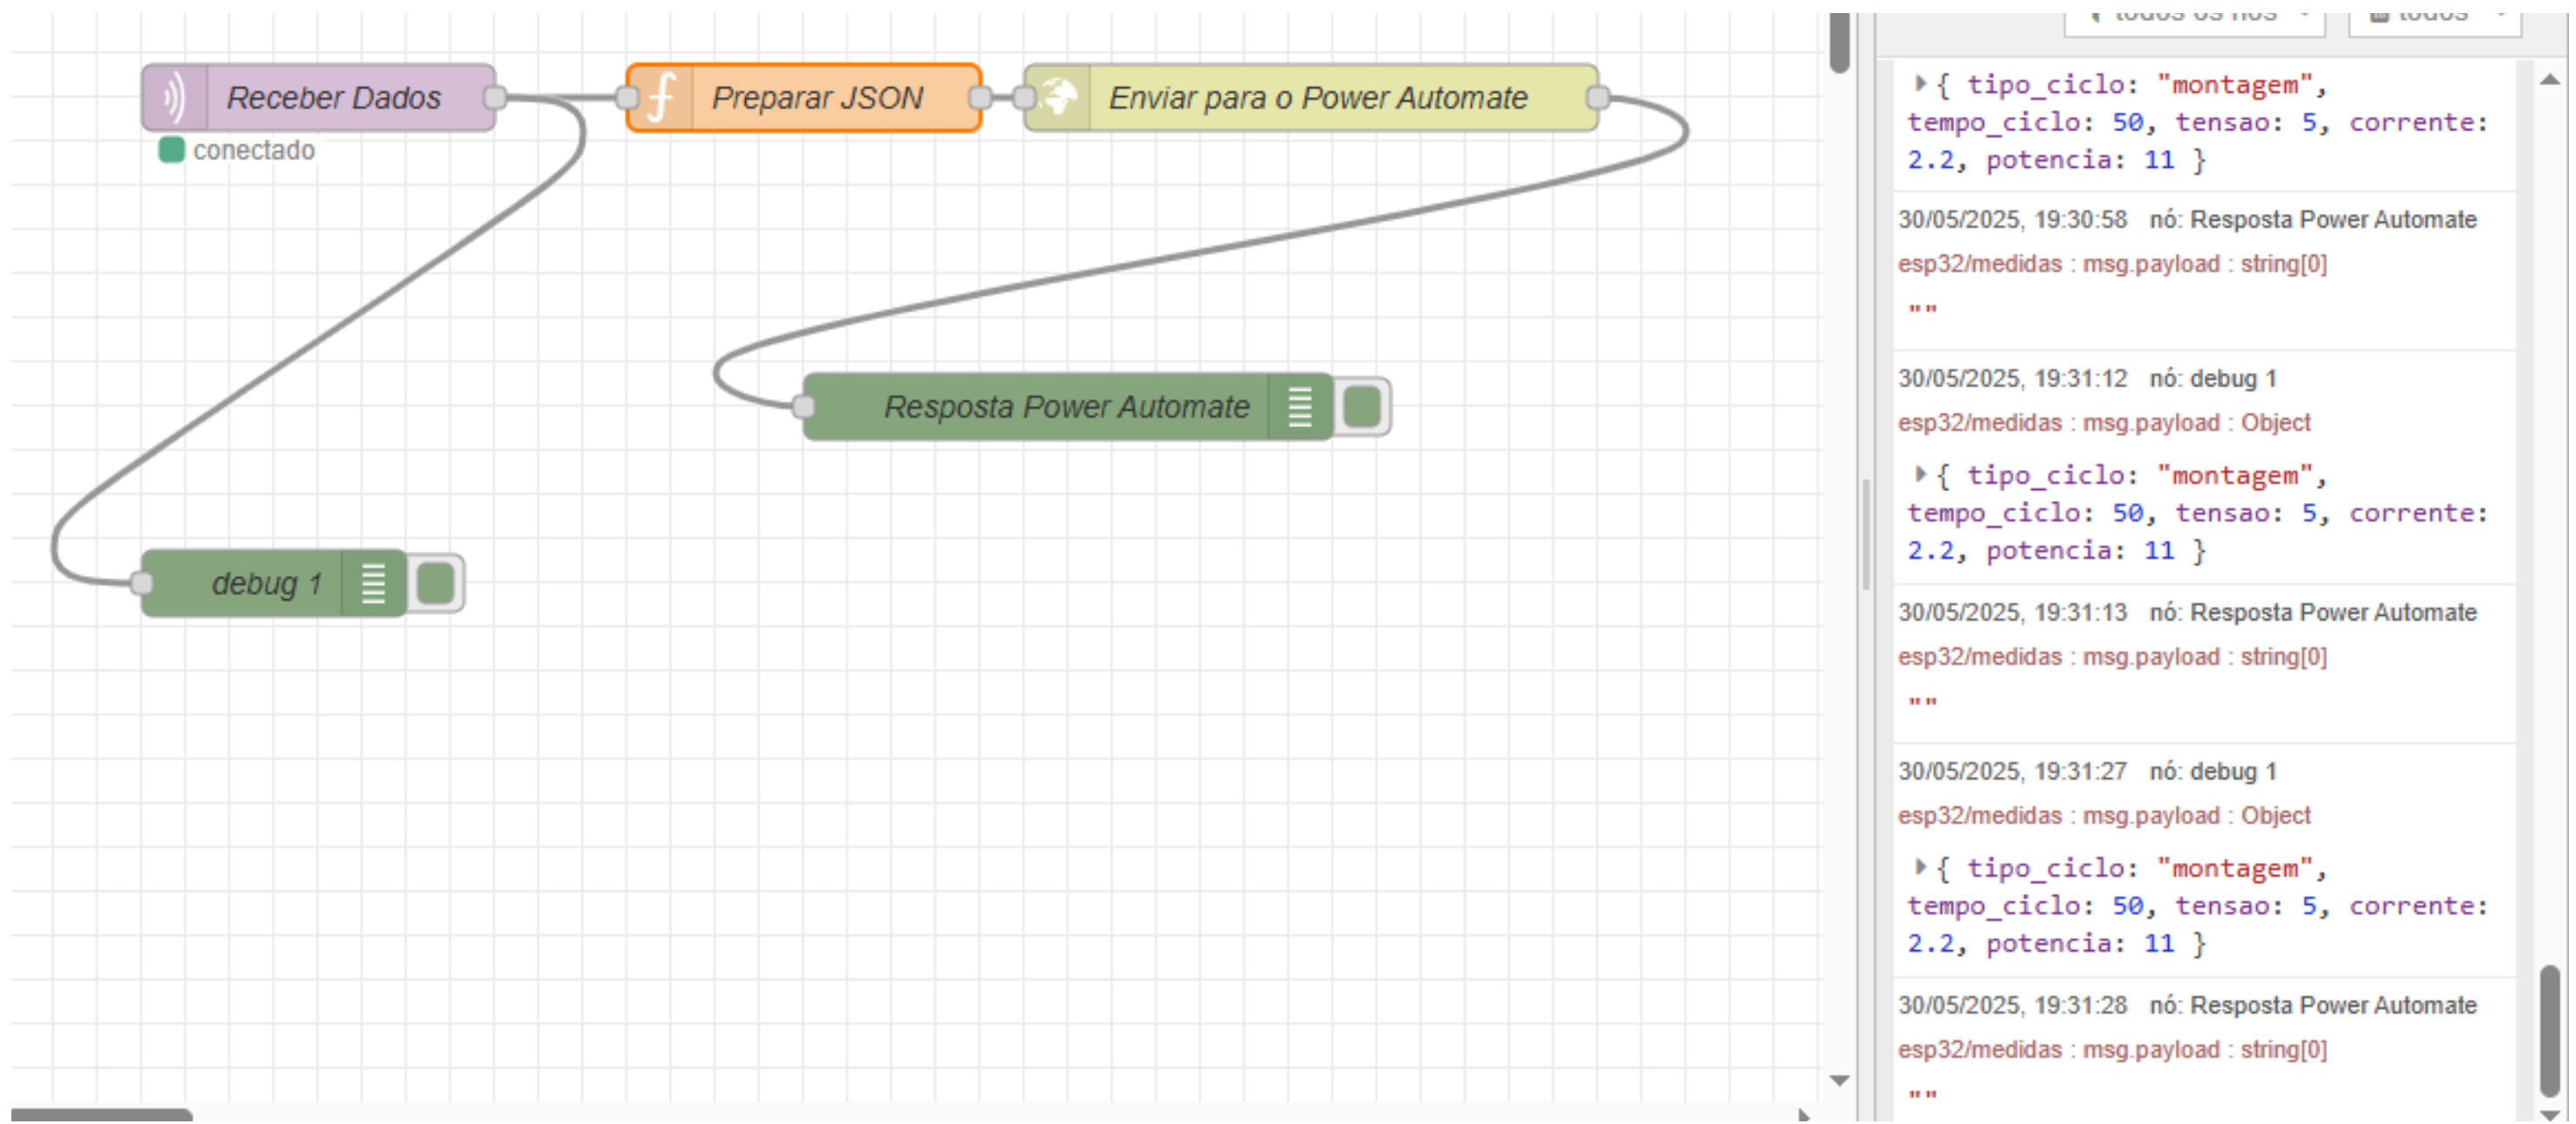 Receber Dados
conectado
Preparar JSON
Enviar para o Power Automate
Resposta Power Automate
debug 1
todos os nós
todos
{ tipo_ciclo: "montagem",
tempo_ciclo: 50, tensao: 5, corrente:
2.2, potencia: 11 }
30/05/2025, 19:30:58 nó: Resposta Power Automate
esp32/medidas : msg.payload : string[0]
""
30/05/2025, 19:31:12 nó: debug 1
esp32/medidas : msg.payload : Object
{ tipo_ciclo: "montagem",
tempo_ciclo: 50, tensao: 5, corrente:
2.2, potencia: 11 }
30/05/2025, 19:31:13 nó: Resposta Power Automate
esp32/medidas : msg.payload : string[0]
""
30/05/2025, 19:31:27 nó: debug 1
esp32/medidas : msg.payload : Object
{ tipo_ciclo: "montagem",
tempo_ciclo: 50, tensao: 5, corrente:
2.2, potencia: 11 }
30/05/2025, 19:31:28 nó: Resposta Power Automate
esp32/medidas : msg.payload : string[0]
""